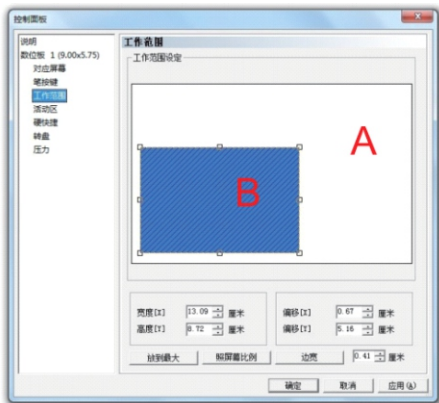 控制面板
说明
数位板 1 (9.00x5.75)
对应屏幕
笔按键
工作范围
活动区
硬快捷
转盘
压力
工作范围
工作范围设定
A
B
宽度[X] 13.09 厘米
高度[Y] 8.72 厘米
偏移[X] 0.67 厘米
偏移[Y] 5.16 厘米
放到最大 照屏幕比例 边宽 0.41 厘米
确定 取消 应用(A)